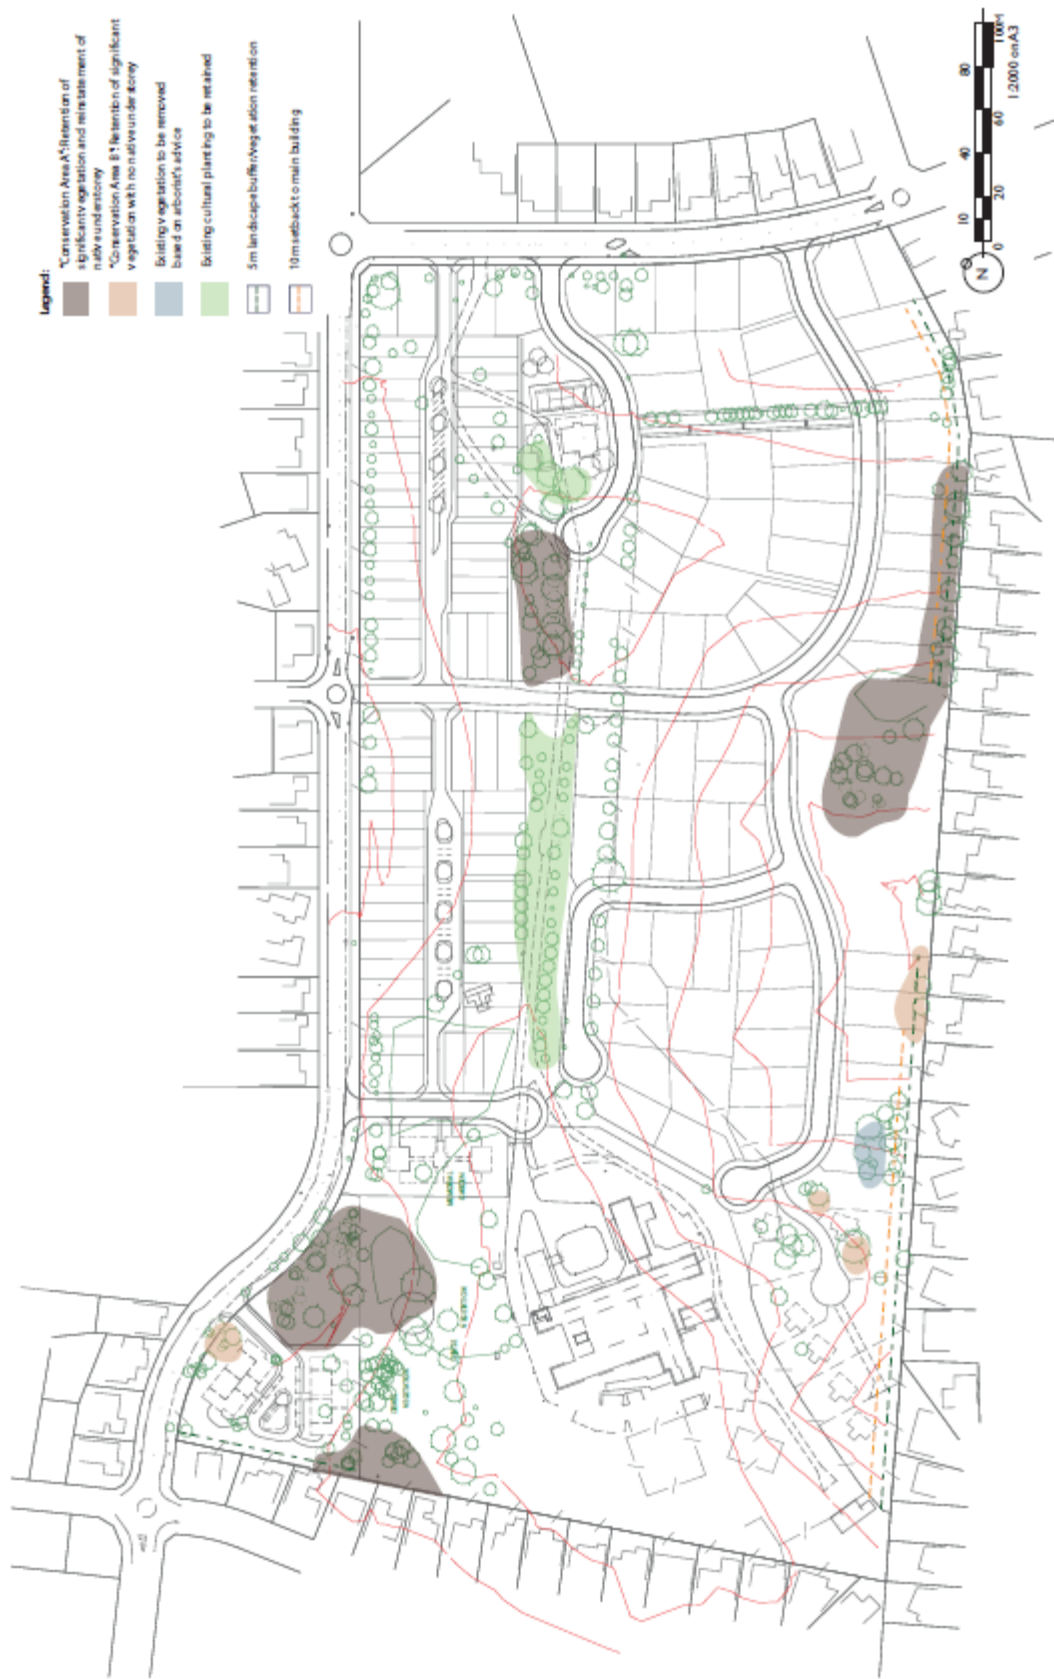 Legend:
"Conservation Area A": Retention of
significant vegetation and reinstatement of
native understorey
"Conservation Area B": Retention of significant
vegetation with no native understorey
Existing vegetation to be removed
based on arborist's advice
Existing cultural planting to be retained
5m landscape buffer/vegetation retention
10m setback to main building
N
0
10
20
40
60
80
100M
1:2000 on A3